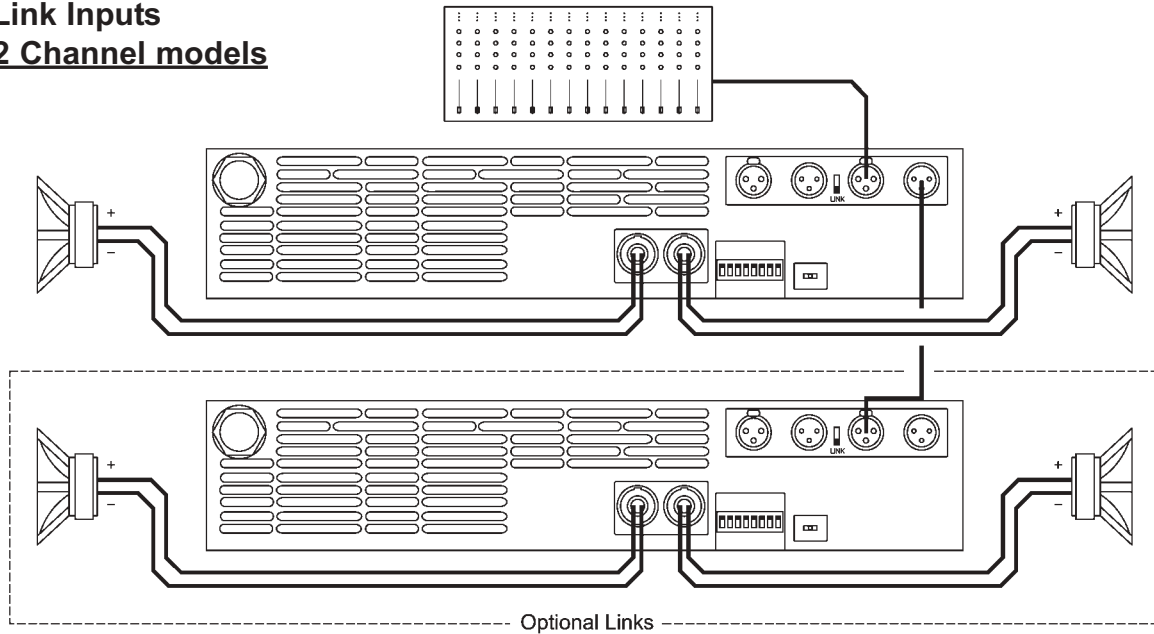 Link Inputs
2 Channel models
LINK
+
−
+
−
LINK
+
−
+
−
Optional Links